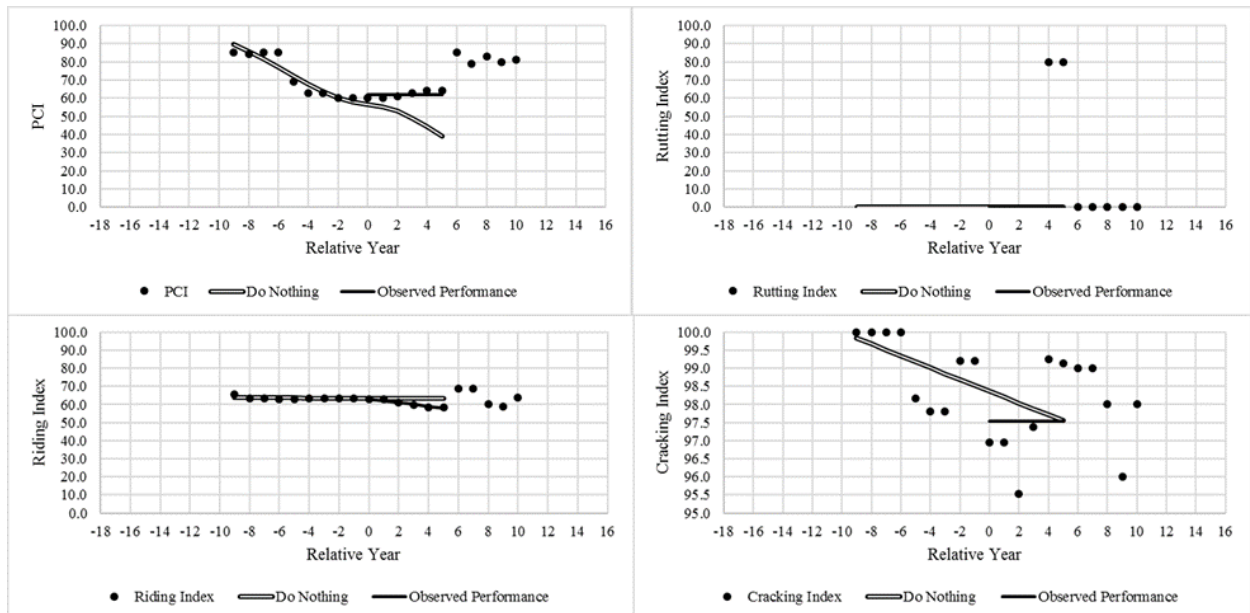 100.0
90.0
80.0
70.0
60.0
50.0
40.0
30.0
20.0
10.0
0.0
PCI
-18 -16 -14 -12 -10 -8 -6 -4 -2 0 2 4 6 8 10 12 14 16
Relative Year
PCI Do Nothing Observed Performance
100.0
90.0
80.0
70.0
60.0
50.0
40.0
30.0
20.0
10.0
0.0
Rutting Index
-18 -16 -14 -12 -10 -8 -6 -4 -2 0 2 4 6 8 10 12 14 16
Relative Year
Rutting Index Do Nothing Observed Performance
100.0
90.0
80.0
70.0
60.0
50.0
40.0
30.0
20.0
10.0
0.0
Riding Index
-18 -16 -14 -12 -10 -8 -6 -4 -2 0 2 4 6 8 10 12 14 16
Relative Year
Riding Index Do Nothing Observed Performance
100.0
99.5
99.0
98.5
98.0
97.5
97.0
96.5
96.0
95.5
95.0
Cracking Index
-18 -16 -14 -12 -10 -8 -6 -4 -2 0 2 4 6 8 10 12 14 16
Relative Year
Cracking Index Do Nothing Observed Performance